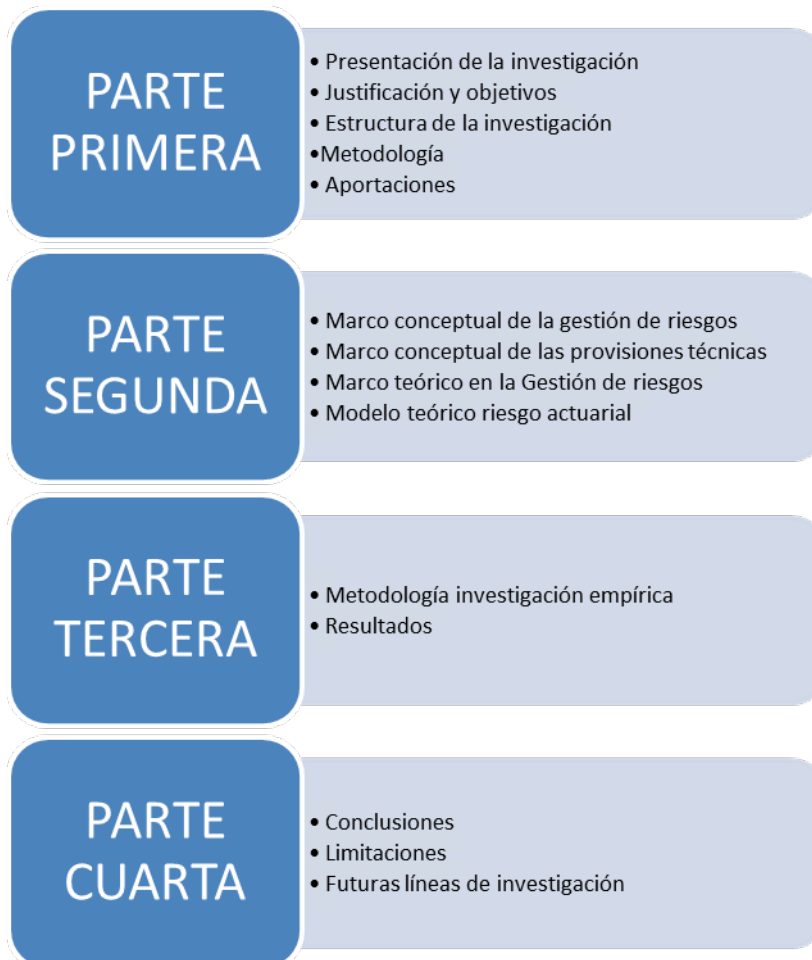 PARTE
PRIMERA
• Presentación de la investigación
• Justificación y objetivos
• Estructura de la investigación
•Metodología
• Aportaciones
PARTE
SEGUNDA
• Marco conceptual de la gestión de riesgos
• Marco conceptual de las provisiones técnicas
• Marco teórico en la Gestión de riesgos
• Modelo teórico riesgo actuarial
PARTE
TERCERA
• Metodología investigación empírica
• Resultados
PARTE
CUARTA
• Conclusiones
• Limitaciones
• Futuras líneas de investigación